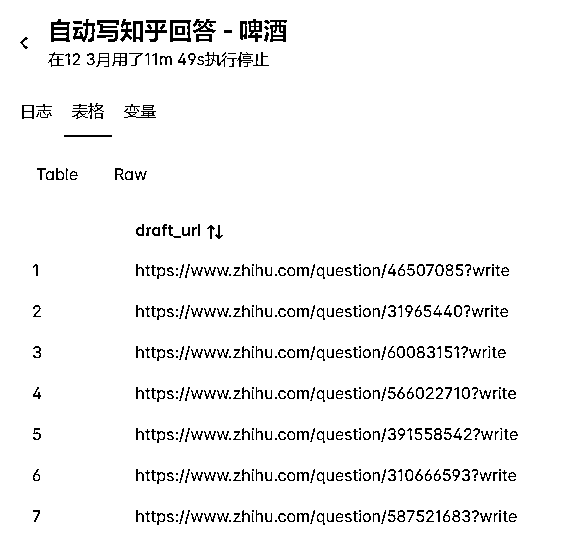 自动写知乎回答 - 啤酒
在12 3月用了11m 49s执行停止
日志 表格 变量
Table Raw
draft_url ↑↓
1 https://www.zhihu.com/question/46507085?write
2 https://www.zhihu.com/question/31965440?write
3 https://www.zhihu.com/question/60083151?write
4 https://www.zhihu.com/question/566022710?write
5 https://www.zhihu.com/question/391558542?write
6 https://www.zhihu.com/question/310666593?write
7 https://www.zhihu.com/question/587521683?write